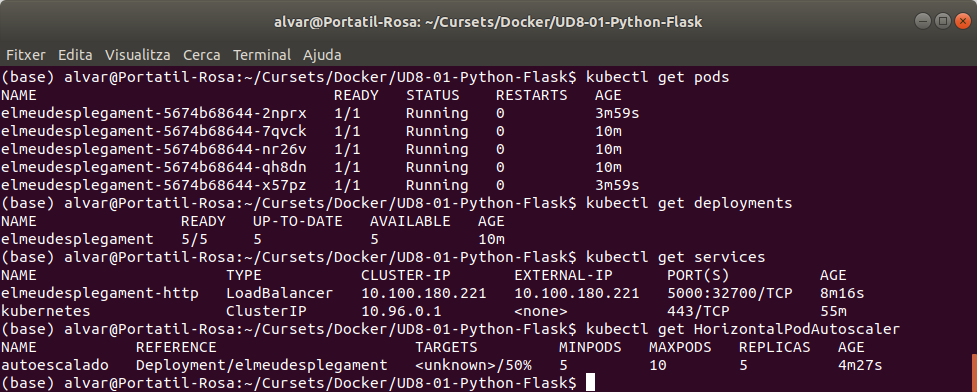 alvar@Portatil-Rosa: ~/Cursets/Docker/UD8-01-Python-Flask
Fitxer Edita Visualitza Cerca Terminal Ajuda
(base) alvar@Portatil-Rosa:~/Cursets/Docker/UD8-01-Python-Flask$ kubectl get pods
NAME READY STATUS RESTARTS AGE
elmeudesplegament-5674b68644-2nprx 1/1 Running 0 3m59s
elmeudesplegament-5674b68644-7qvck 1/1 Running 0 10m
elmeudesplegament-5674b68644-nr26v 1/1 Running 0 10m
elmeudesplegament-5674b68644-qh8dn 1/1 Running 0 10m
elmeudesplegament-5674b68644-x57pz 1/1 Running 0 3m59s
(base) alvar@Portatil-Rosa:~/Cursets/Docker/UD8-01-Python-Flask$ kubectl get deployments
NAME READY UP-TO-DATE AVAILABLE AGE
elmeudesplegament 5/5 5 5 10m
(base) alvar@Portatil-Rosa:~/Cursets/Docker/UD8-01-Python-Flask$ kubectl get services
NAME TYPE CLUSTER-IP EXTERNAL-IP PORT(S) AGE
elmeudesplegament-http LoadBalancer 10.100.180.221 10.100.180.221 5000:32700/TCP 8m16s
kubernetes ClusterIP 10.96.0.1 <none> 443/TCP 55m
(base) alvar@Portatil-Rosa:~/Cursets/Docker/UD8-01-Python-Flask$ kubectl get HorizontalPodAutoscaler
NAME REFERENCE TARGETS MINPODS MAXPODS REPLICAS AGE
autoescalado Deployment/elmeudesplegament <unknown>/50% 5 10 5 4m27s
(base) alvar@Portatil-Rosa:~/Cursets/Docker/UD8-01-Python-Flask$